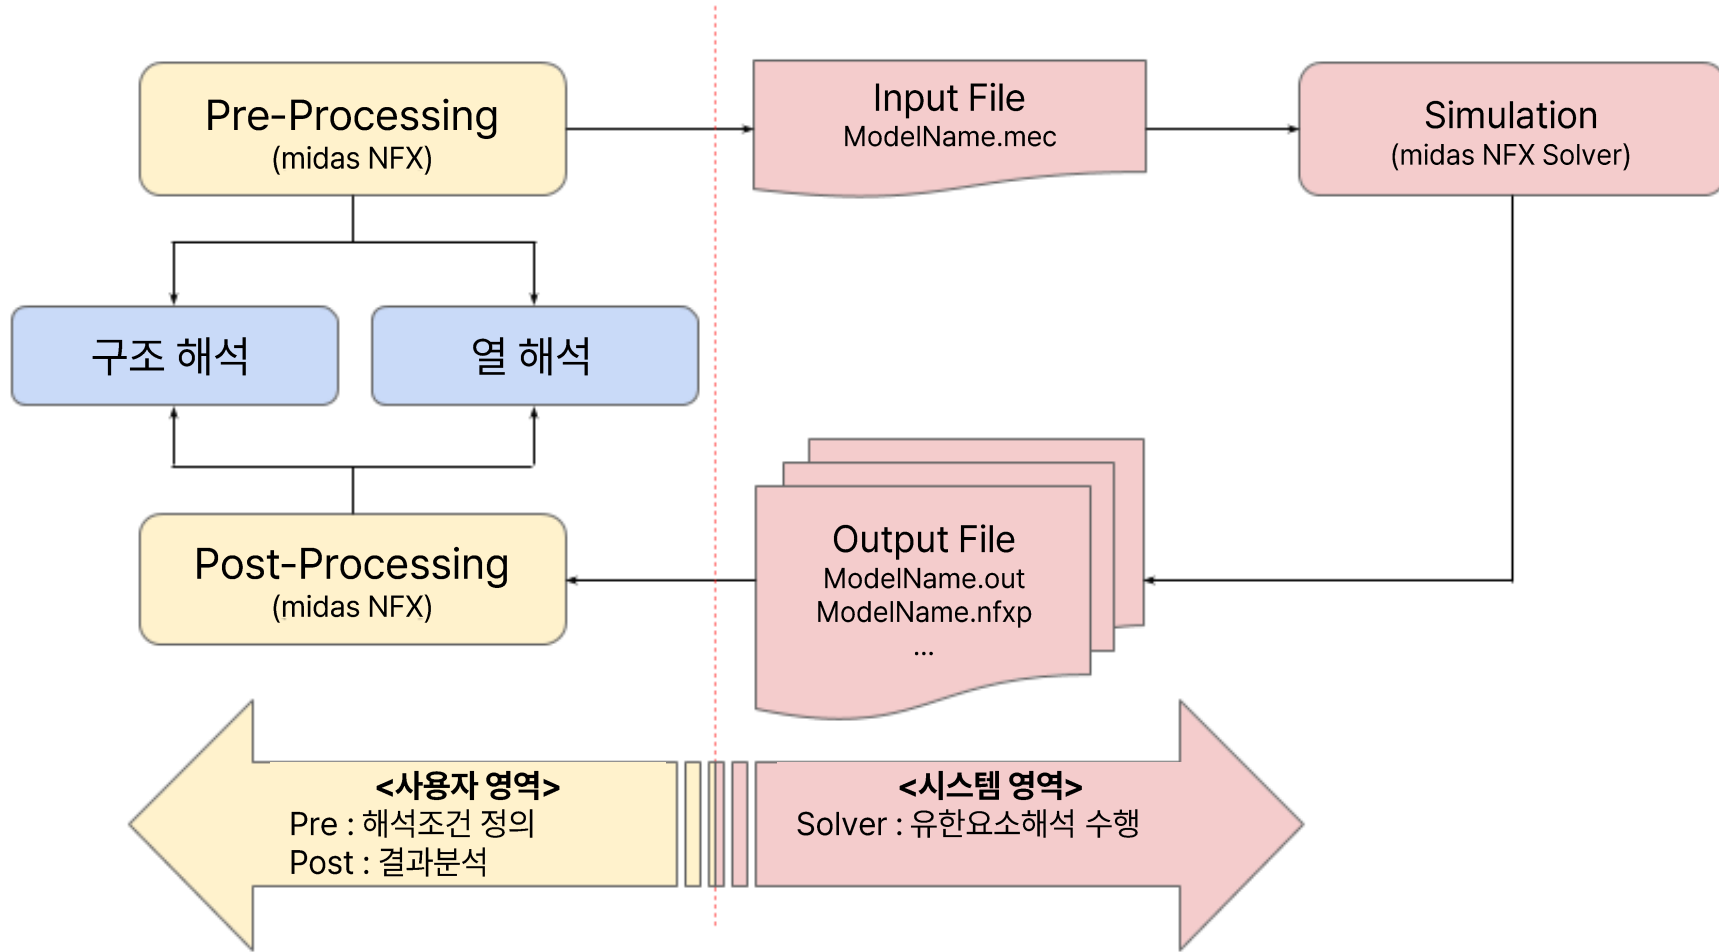 Pre-Processing
(midas NFX)
Input File
ModelName.mec
Simulation
(midas NFX Solver)
구조 해석
열 해석
Post-Processing
(midas NFX)
Output File
ModelName.out
ModelName.nfxp
...
<사용자 영역>
Pre : 해석조건 정의
Post : 결과분석
<시스템 영역>
Solver : 유한요소해석 수행